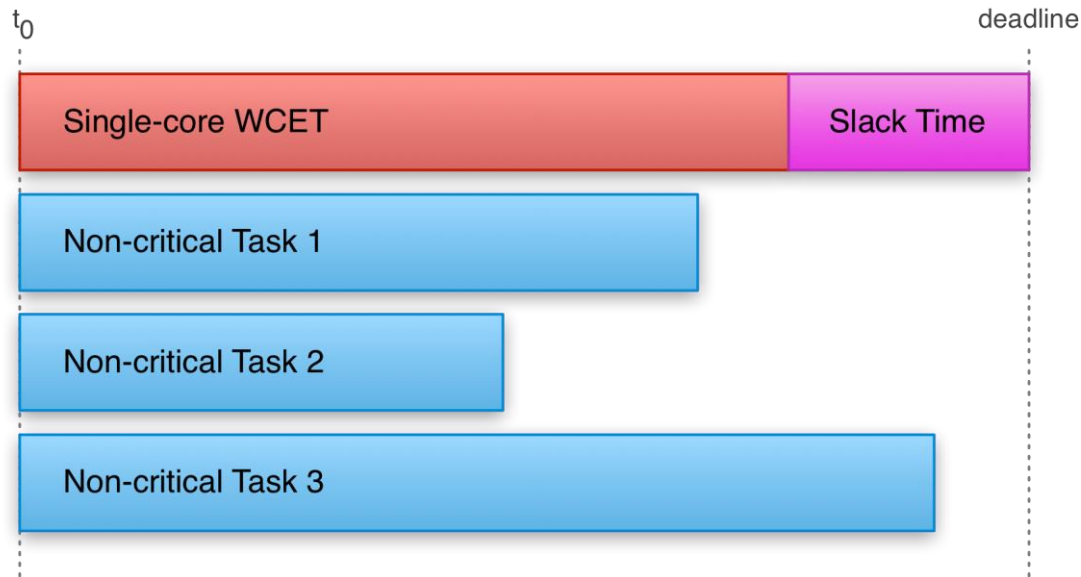 t0
deadline
Single-core WCET
Slack Time
Non-critical Task 1
Non-critical Task 2
Non-critical Task 3